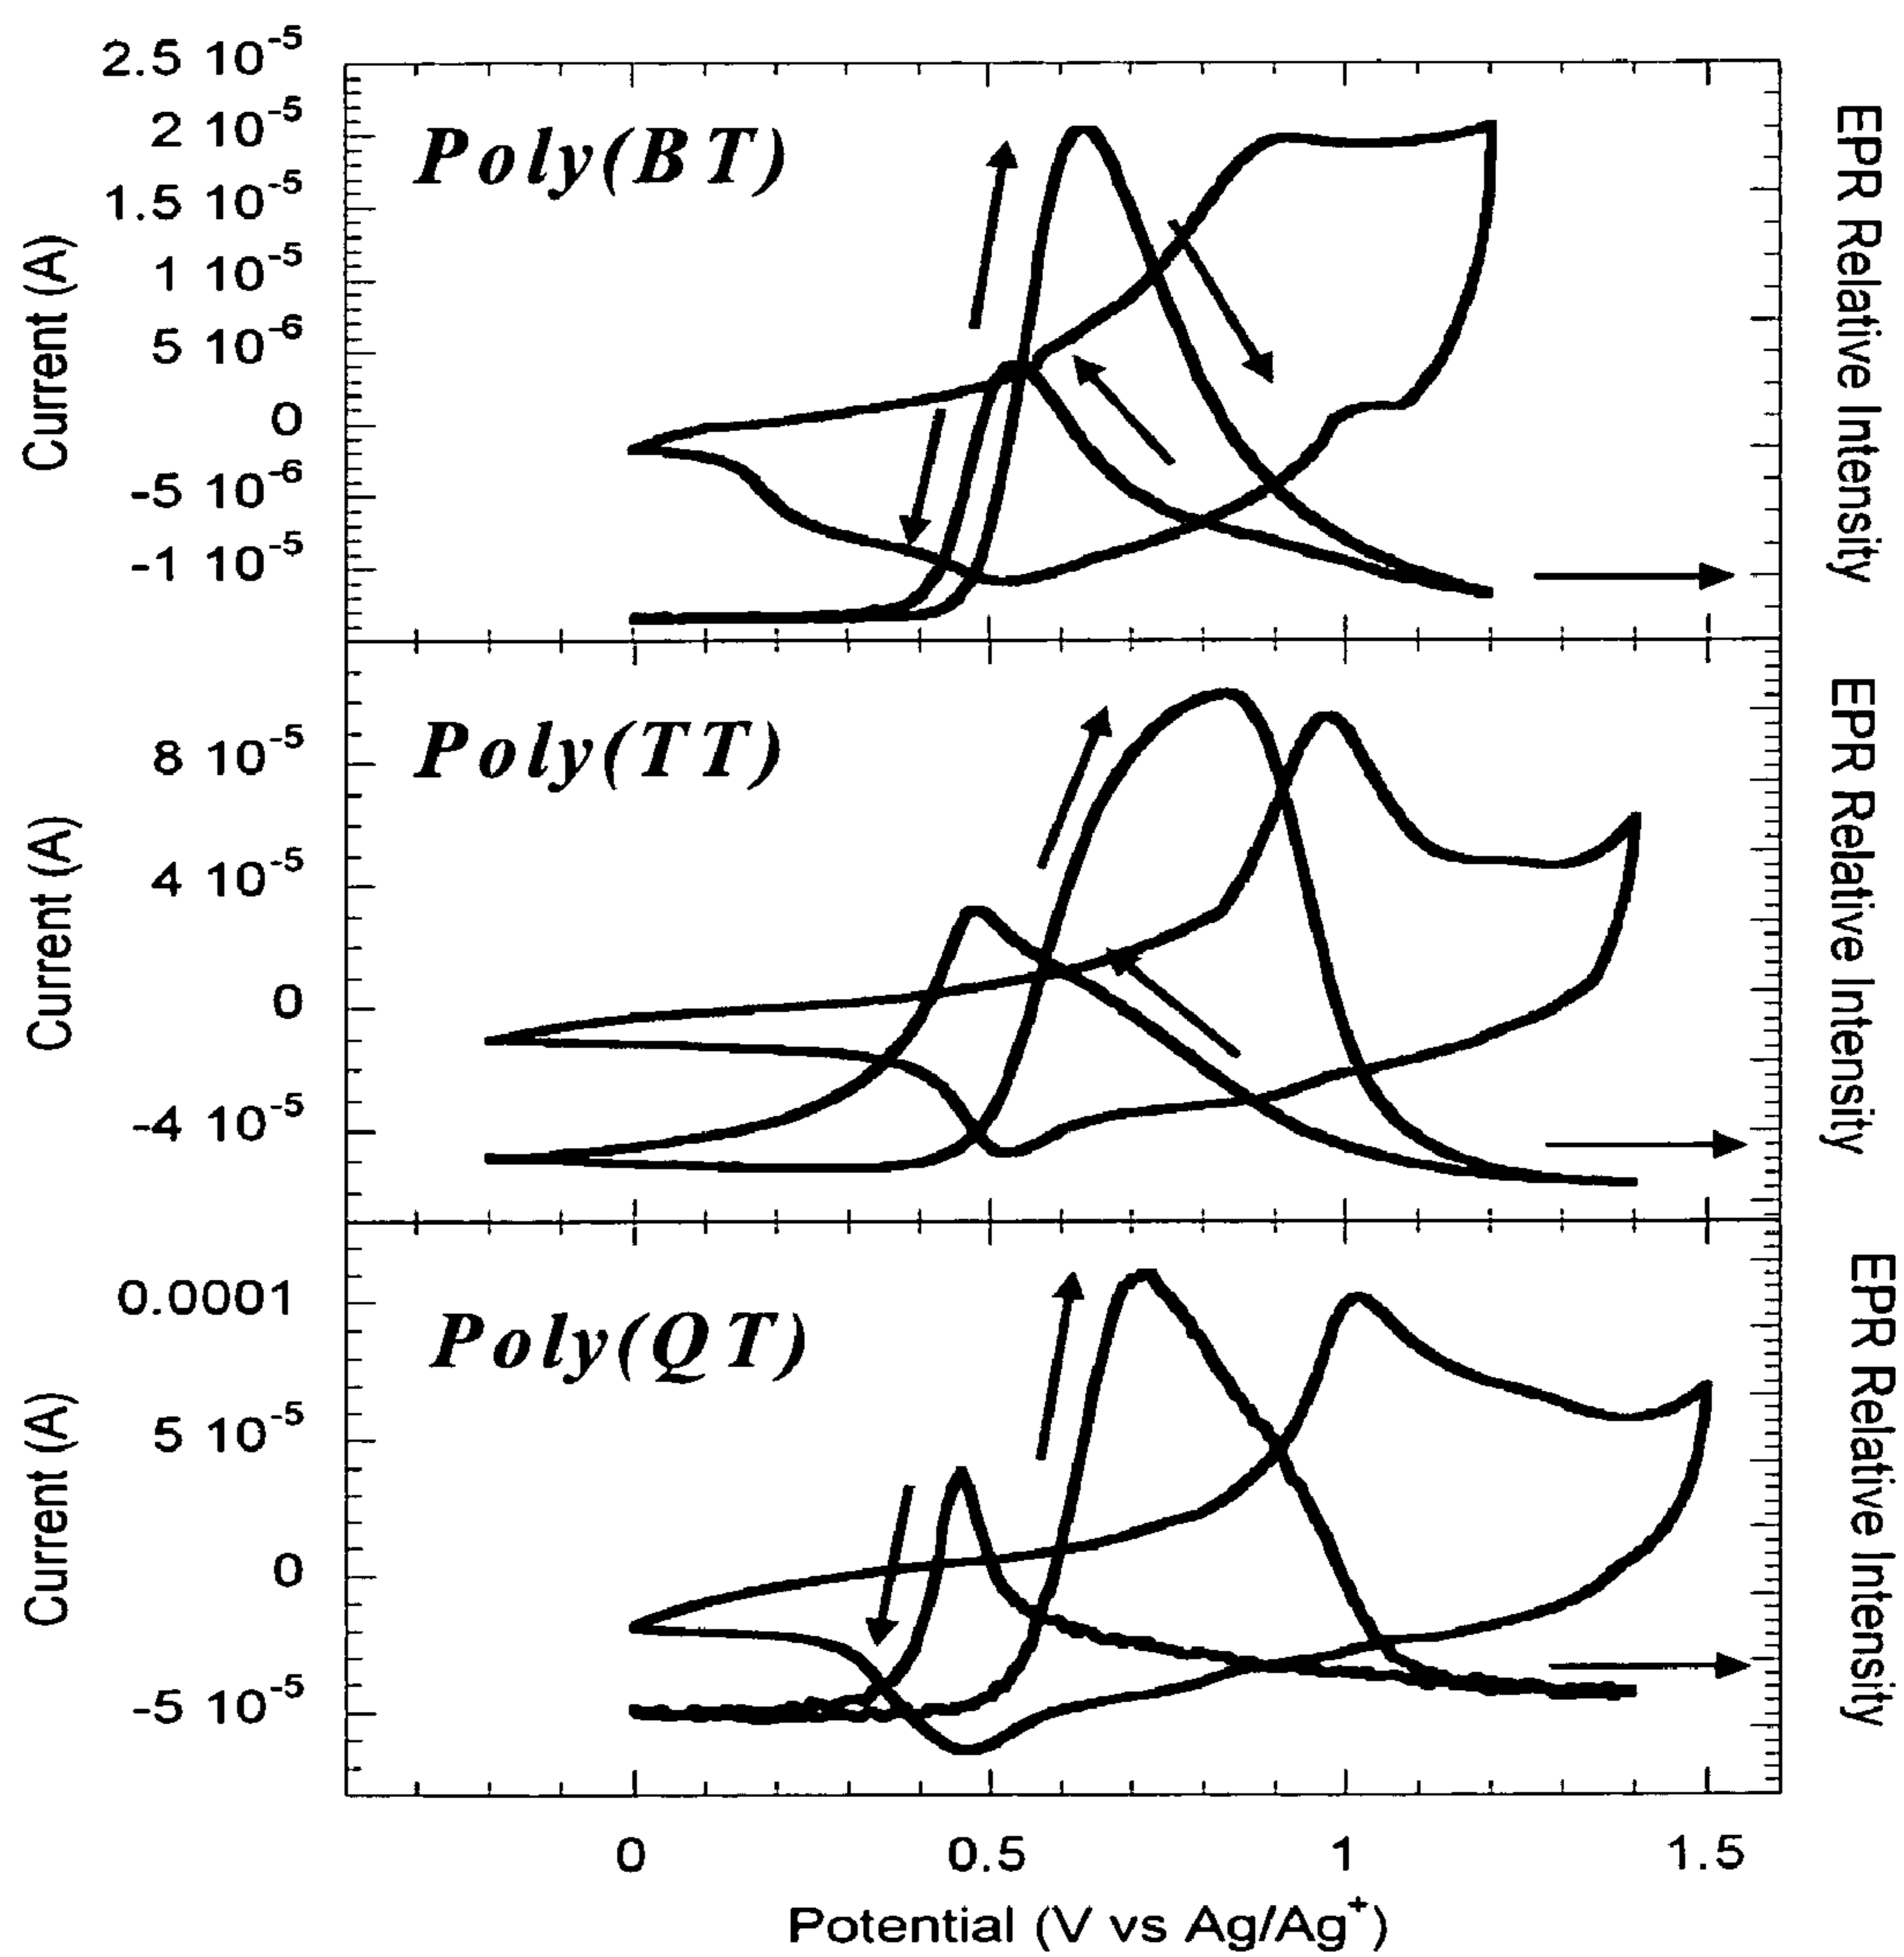 2.5 10⁻⁵
2 10⁻⁵
1.5 10⁻⁵
1 10⁻⁵
5 10⁻⁶
0
-5 10⁻⁶
-1 10⁻⁵
Current (A)
Poly(BT)
EPR Relative Intensity
8 10⁻⁵
4 10⁻⁵
0
-4 10⁻⁵
Current (A)
Poly(TT)
EPR Relative Intensity
0.0001
5 10⁻⁵
0
-5 10⁻⁵
Current (A)
Poly(QT)
EPR Relative Intensity
0 0.5 1 1.5
Potential (V vs Ag/Ag⁺)